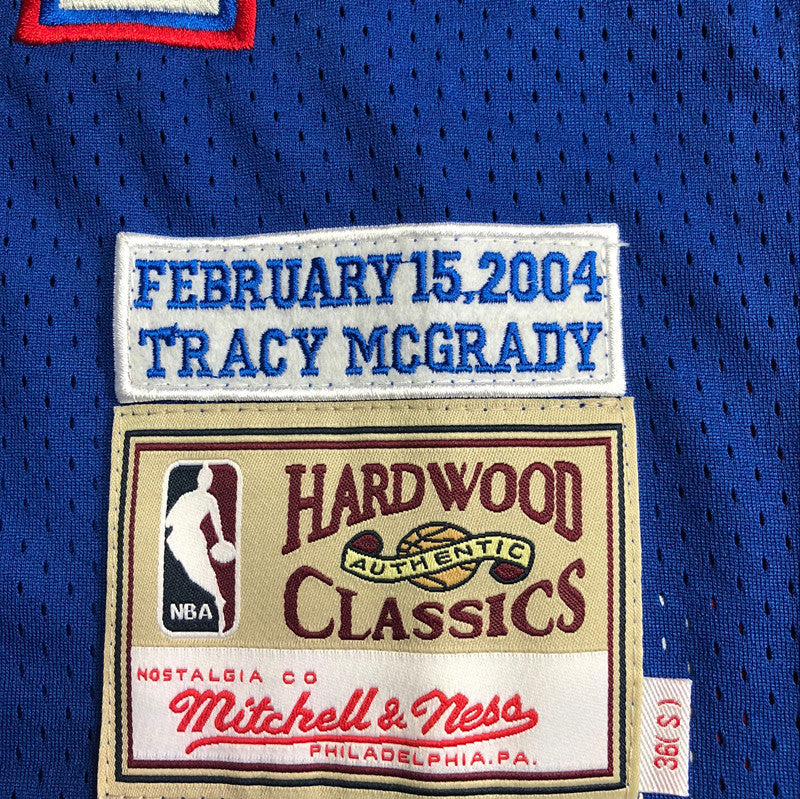 FEBRUARY 15, 2004
TRACY MCGRADY
HARDWOOD
AUTHENTIC
CLASSICS
NBA
NOSTALGIA CO
Mitchell & Ness
PHILADELPHIA, PA.
36(S)